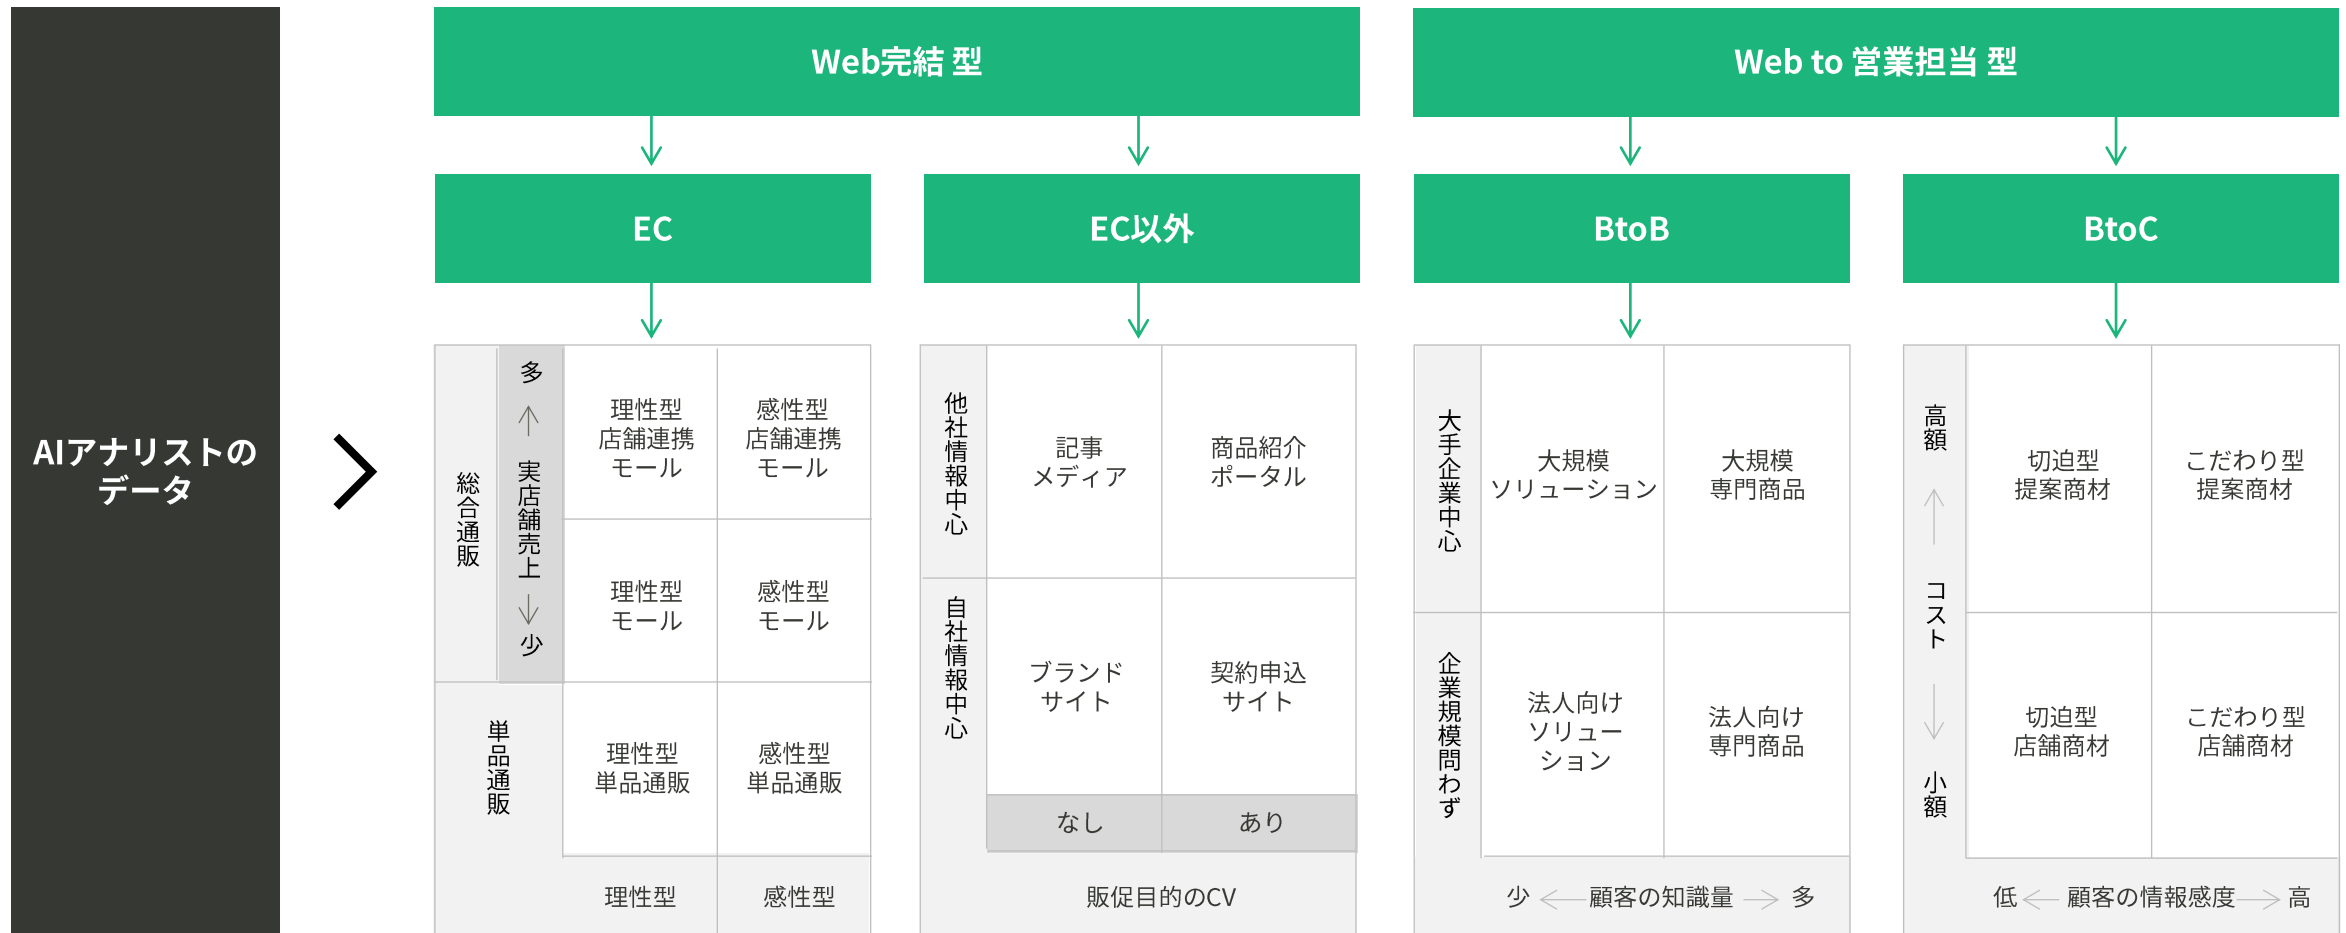 AIアナリストの
データ
Web完結 型
Web to 営業担当 型
EC
EC以外
BtoB
BtoC
総合通販
多
実店舗売上
少
理性型
店舗連携
モール
感性型
店舗連携
モール
理性型
モール
感性型
モール
単品通販
理性型
単品通販
感性型
単品通販
理性型
感性型
他社情報中心
記事
メディア
商品紹介
ポータル
自社情報中心
ブランド
サイト
契約申込
サイト
なし
あり
販促目的のCV
大手企業中心
大規模
ソリューション
大規模
専門商品
企業規模問わず
法人向け
ソリュー
ション
法人向け
専門商品
少
顧客の知識量
多
高額
コスト
小額
切迫型
提案商材
こだわり型
提案商材
切迫型
店舗商材
こだわり型
店舗商材
低
顧客の情報感度
高